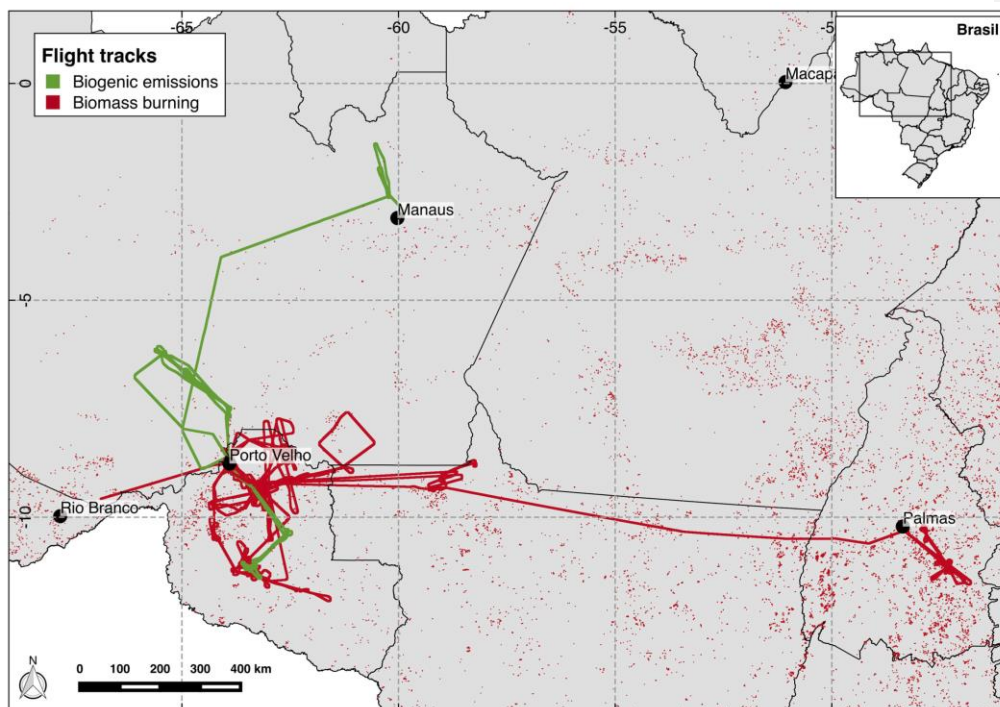 -65
-60
-55
-50
Brasil
Flight tracks
Biogenic emissions
Biomass burning
0
Macapá
Manaus
-5
Porto Velho
Rio Branco
-10
Palmas
N
0 100 200 300 400 km